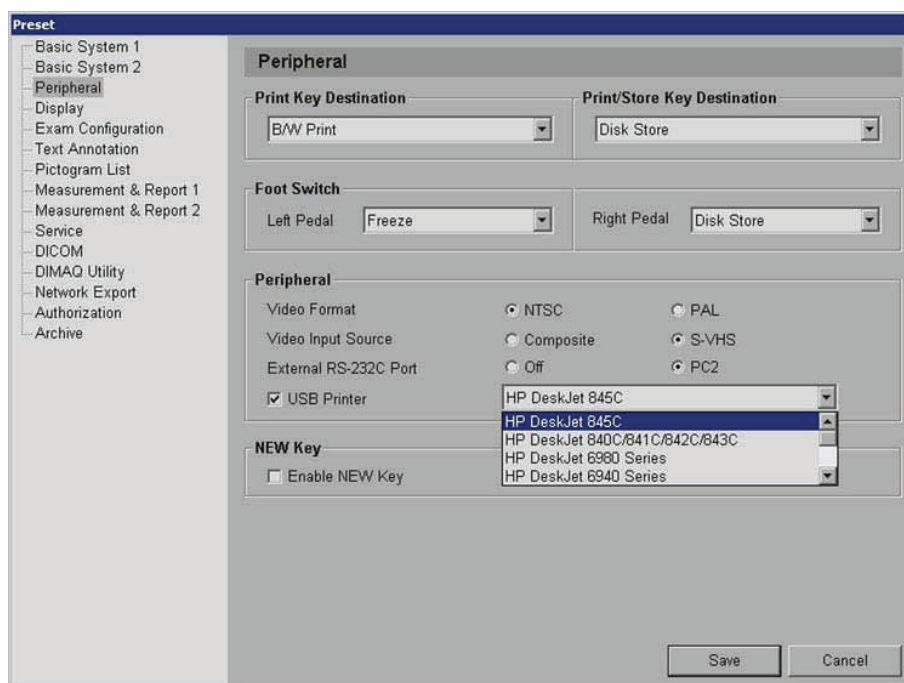 Preset
Basic System 1
Basic System 2
Peripheral
Display
Exam Configuration
Text Annotation
Pictogram List
Measurement & Report 1
Measurement & Report 2
Service
DICOM
DIMAQ Utility
Network Export
Authorization
Archive
Peripheral
Print Key Destination
B/W Print
Print/Store Key Destination
Disk Store
Foot Switch
Left Pedal Freeze
Right Pedal Disk Store
Peripheral
Video Format NTSC PAL
Video Input Source Composite S-VHS
External RS-232C Port Off PC2
USB Printer HP DeskJet 845C
HP DeskJet 845C
HP DeskJet 840C/841C/842C/843C
HP DeskJet 6980 Series
HP DeskJet 6940 Series
NEW Key
Enable NEW Key
Save Cancel